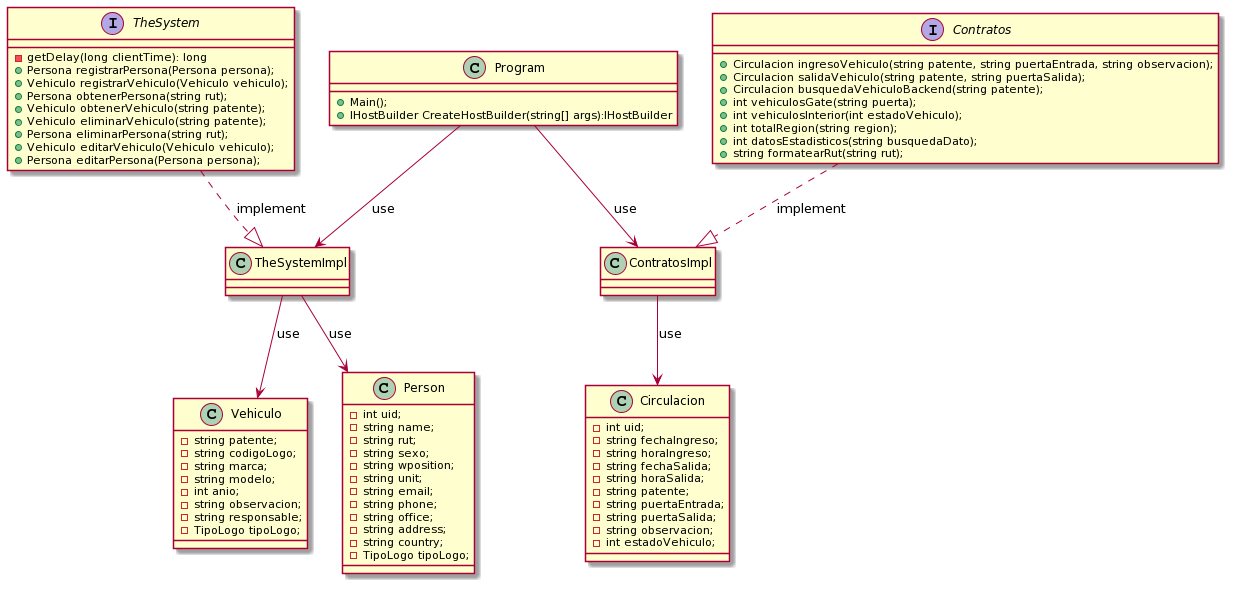 I TheSystem
getDelay(long clientTime): long
Persona registrarPersona(Persona persona);
Vehiculo registrarVehiculo(Vehiculo vehiculo);
Persona obtenerPersona(string rut);
Vehiculo obtenerVehiculo(string patente);
Vehiculo eliminarVehiculo(string patente);
Persona eliminarPersona(string rut);
Vehiculo editarVehiculo(Vehiculo vehiculo);
Persona editarPersona(Persona persona);
C Program
Main();
IHostBuilder CreateHostBuilder(string[] args):IHostBuilder
I Contratos
Circulacion ingresoVehiculo(string patente, string puertaEntrada, string observacion);
Circulacion salidaVehiculo(string patente, string puertaSalida);
Circulacion busquedaVehiculoBackend(string patente);
int vehiculosGate(string puerta);
int vehiculosInterior(int estadoVehiculo);
int totalRegion(string region);
int datosEstadisticos(string busquedaDato);
string formatearRut(string rut);
implement
use
use
implement
C TheSystemImpl
C ContratosImpl
use
use
use
C Vehiculo
string patente;
string codigoLogo;
string marca;
string modelo;
int anio;
string observacion;
string responsable;
TipoLogo tipoLogo;
C Person
int uid;
string name;
string rut;
string sexo;
string wposition;
string unit;
string email;
string phone;
string office;
string address;
string country;
TipoLogo tipoLogo;
C Circulacion
int uid;
string fechaIngreso;
string horaIngreso;
string fechaSalida;
string horaSalida;
string patente;
string puertaEntrada;
string puertaSalida;
string observacion;
int estadoVehiculo;